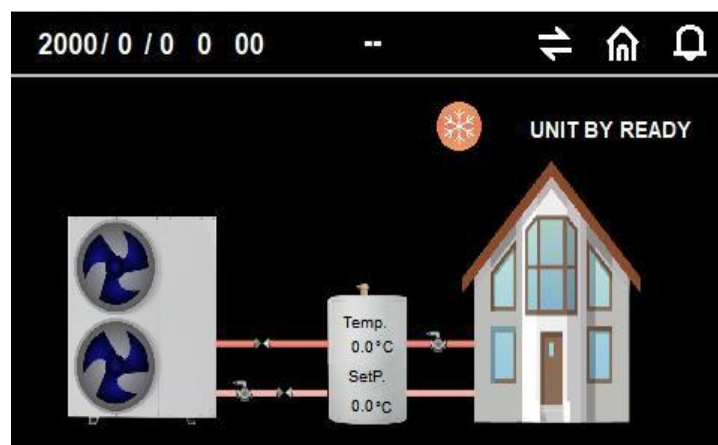 2000/ 0 / 0 0 00 --
UNIT BY READY
Temp.
0.0°C
SetP.
0.0°C